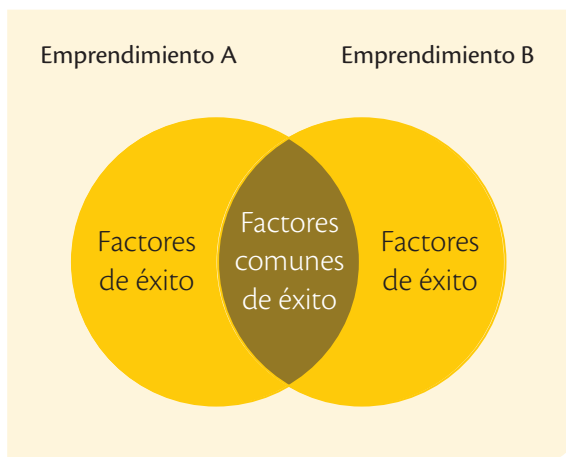 Emprendimiento A
Emprendimiento B
Factores
de éxito
Factores
comunes
de éxito
Factores
de éxito